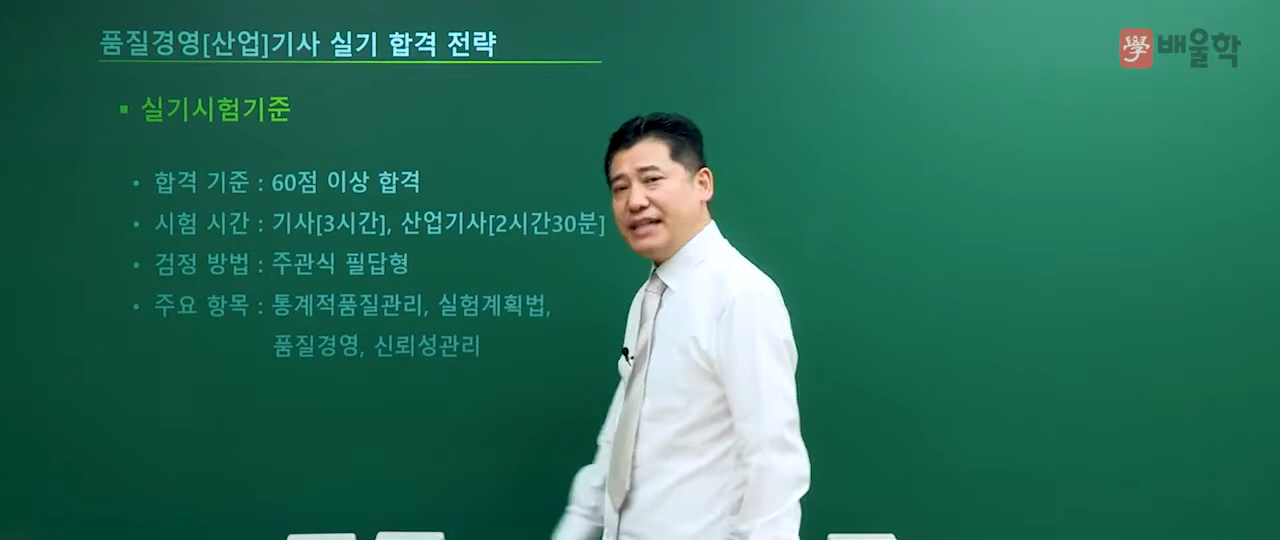 품질경영[산업]기사 실기 합격 전략
學 배울학
▪ 실기시험기준
• 합격 기준 : 60점 이상 합격
• 시험 시간 : 기사[3시간], 산업기사[2시간30분]
• 검정 방법 : 주관식 필답형
• 주요 항목 : 통계적품질관리, 실험계획법,
품질경영, 신뢰성관리